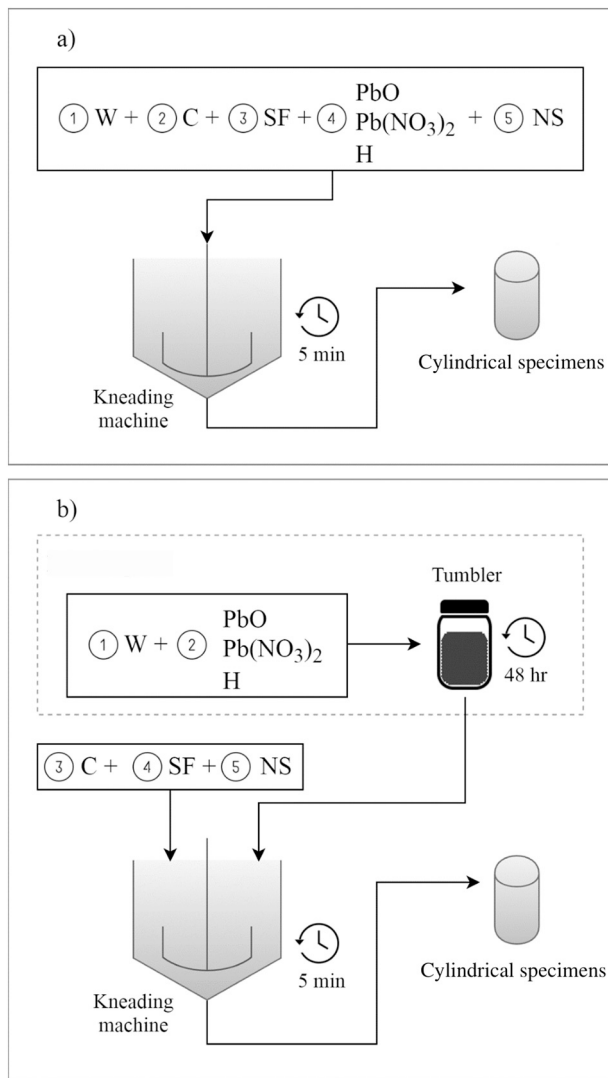 a)
PbO
① W + ② C + ③ SF + ④ Pb(NO₃)₂ + ⑤ NS
H
5 min
Kneading
machine
Cylindrical specimens
b)
Tumbler
PbO
① W + ② Pb(NO₃)₂
H
48 hr
③ C + ④ SF + ⑤ NS
5 min
Kneading
machine
Cylindrical specimens